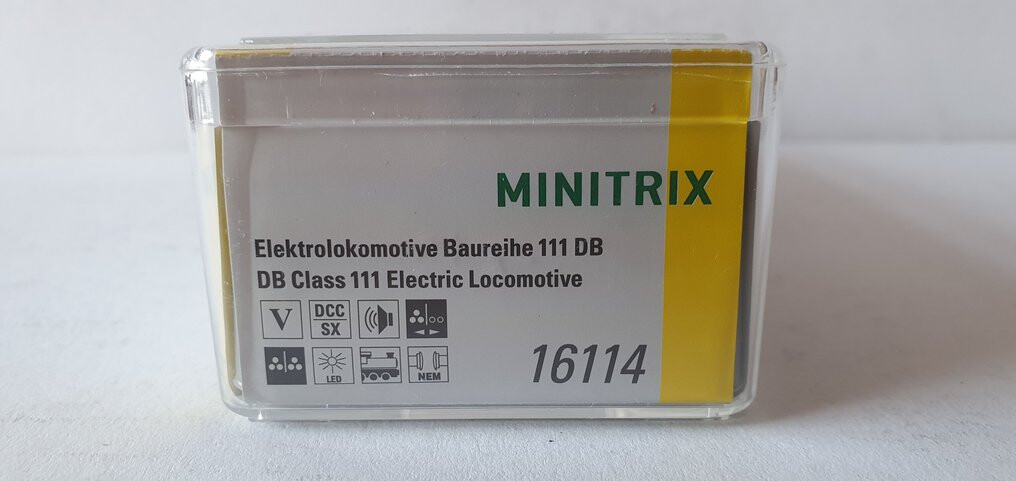 MINITRIX
Elektrolokomotive Baureihe 111 DB
DB Class 111 Electric Locomotive
V DCC SX
LED NEM
16114